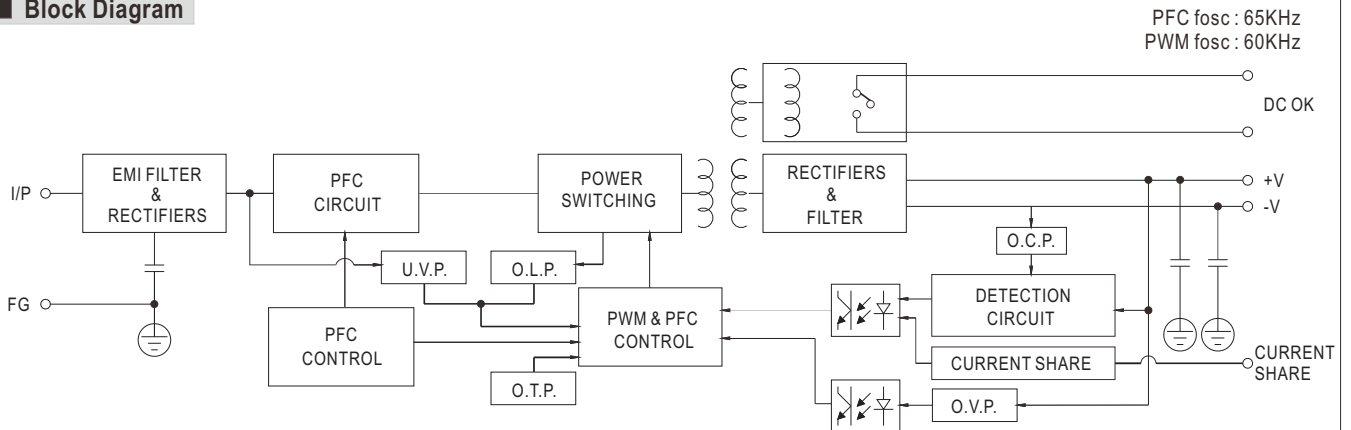 Block Diagram
PFC fosc : 65KHz
PWM fosc : 60KHz
DC OK
I/P
EMI FILTER
&
RECTIFIERS
PFC
CIRCUIT
POWER
SWITCHING
RECTIFIERS
&
FILTER
+V
-V
O.C.P.
U.V.P.
O.L.P.
FG
PFC
CONTROL
PWM & PFC
CONTROL
DETECTION
CIRCUIT
CURRENT SHARE
CURRENT
SHARE
O.T.P.
O.V.P.